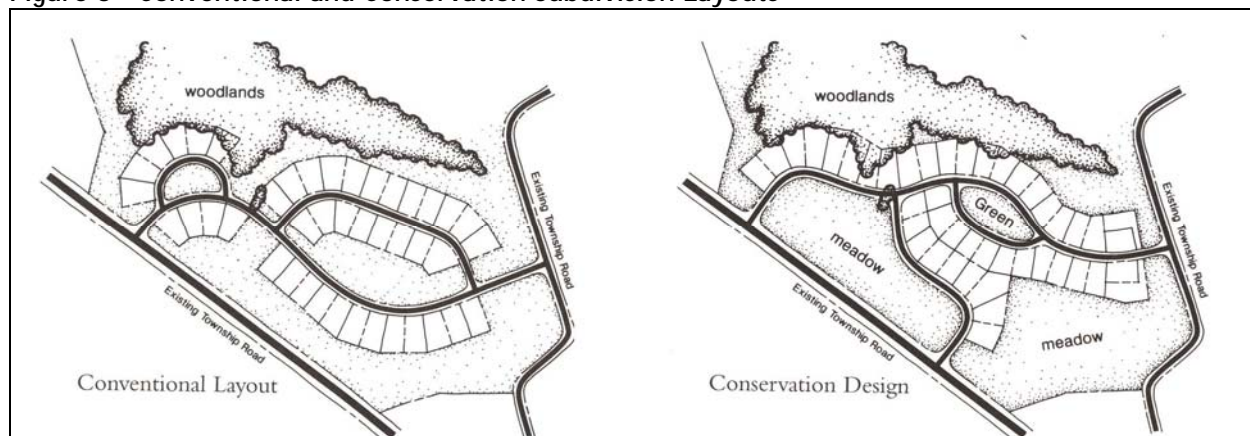 Figure - Conventional and Conservation Subdivision Layouts
woodlands
Existing Township Road
Existing Township Road
Conventional Layout
woodlands
Green
meadow
Existing Township Road
meadow
Existing Township Road
Conservation Design